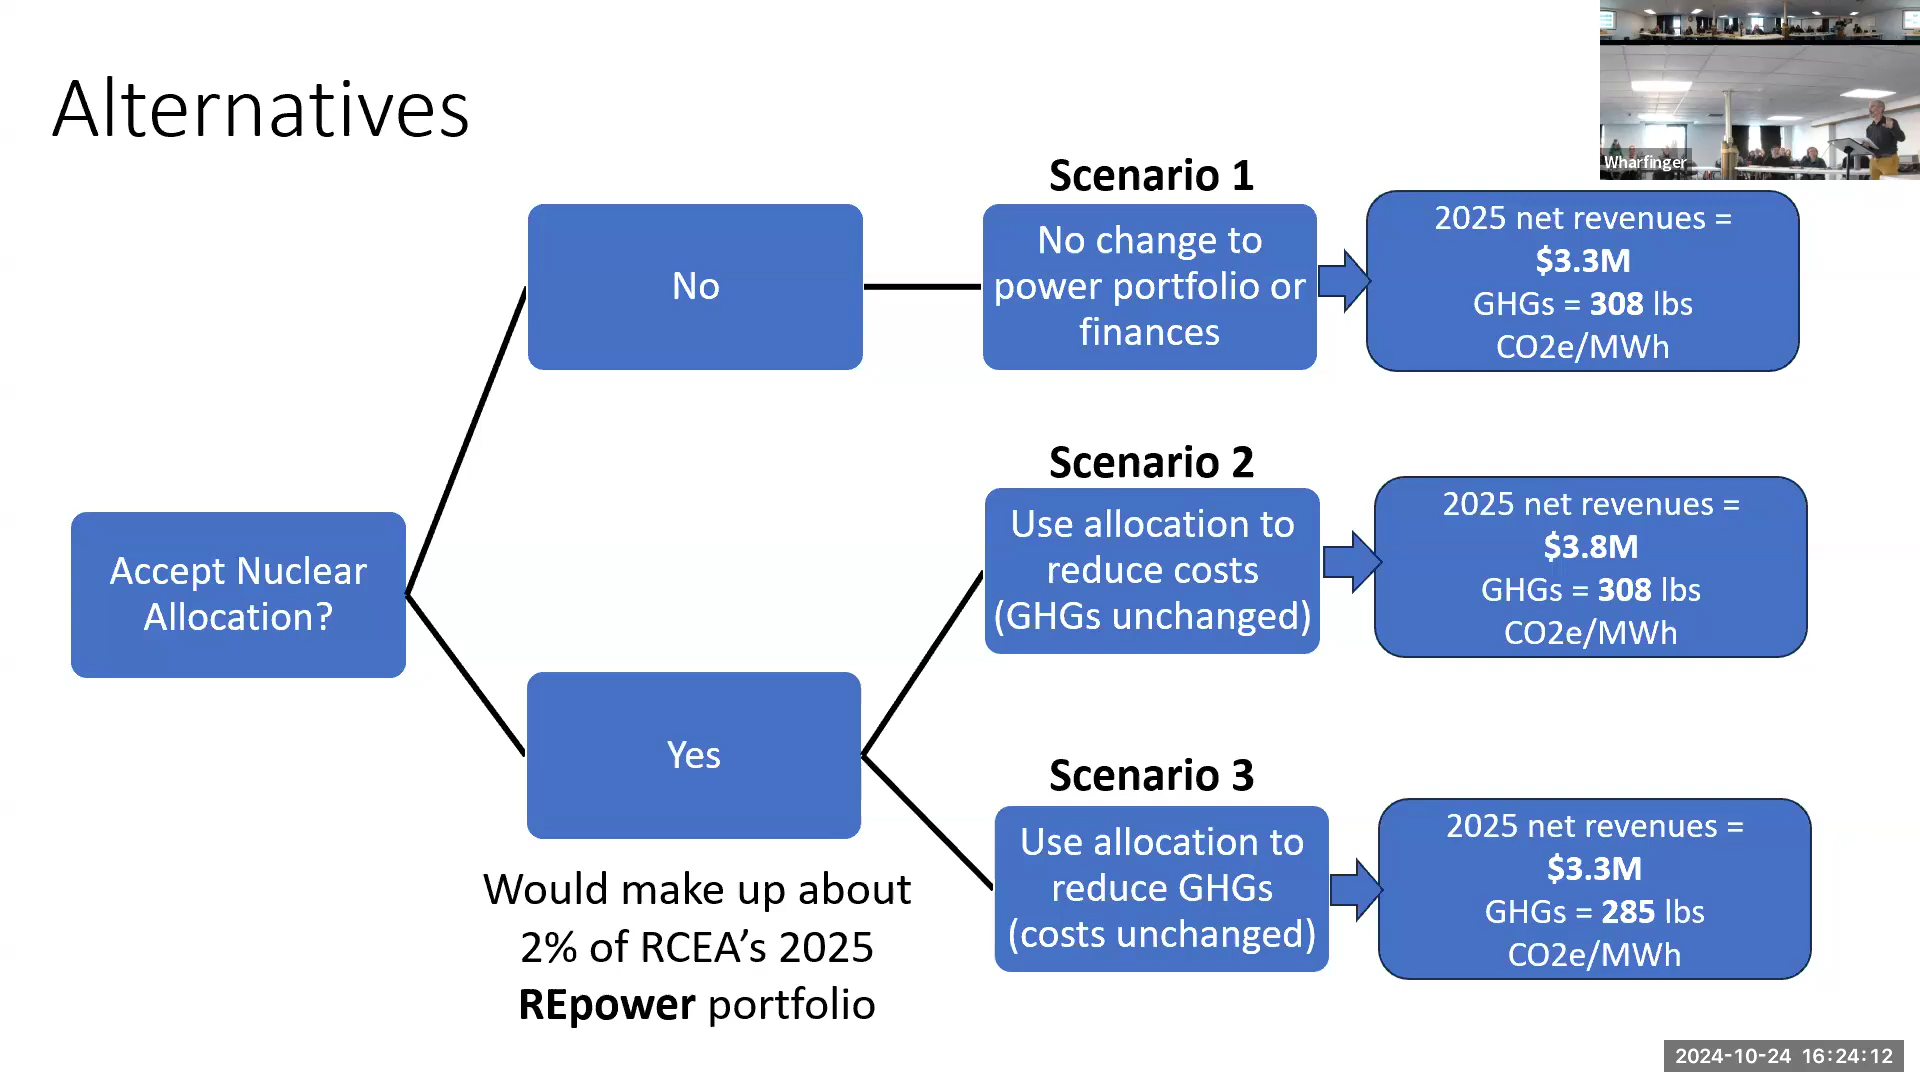 Alternatives
Wharfinger
Accept Nuclear
Allocation?
No
Scenario 1
No change to
power portfolio or
finances
2025 net revenues =
$3.3M
GHGs = 308 lbs
CO2e/MWh
Yes
Would make up about
2% of RCEA’s 2025
REpower portfolio
Scenario 2
Use allocation to
reduce costs
(GHGs unchanged)
2025 net revenues =
$3.8M
GHGs = 308 lbs
CO2e/MWh
Scenario 3
Use allocation to
reduce GHGs
(costs unchanged)
2025 net revenues =
$3.3M
GHGs = 285 lbs
CO2e/MWh
2024-10-24 16:24:12